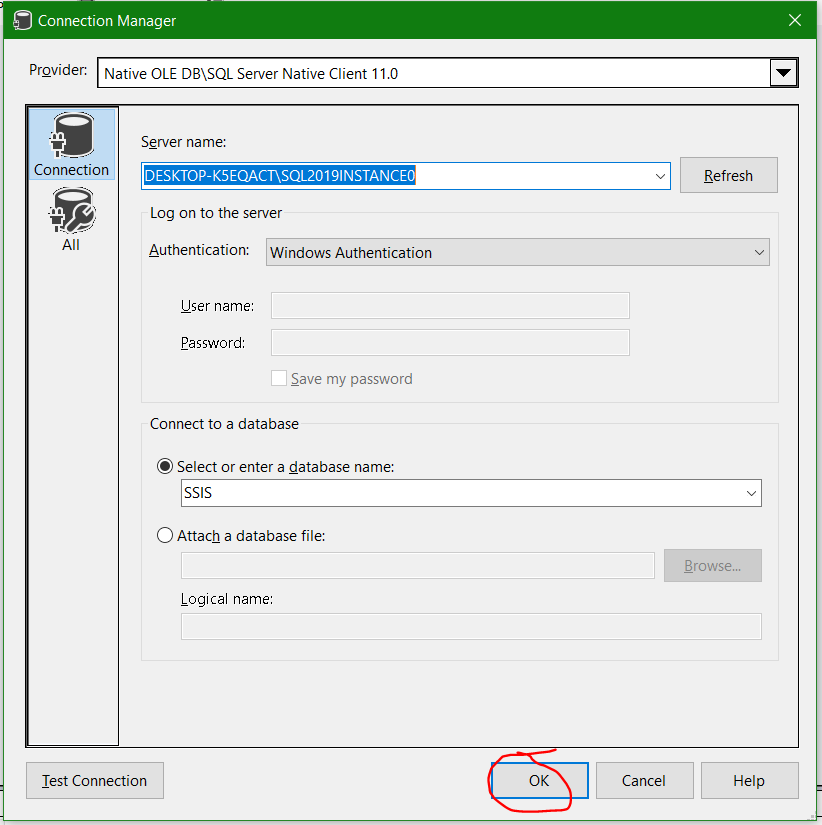 Connection Manager
Provider: Native OLE DB\SQL Server Native Client 11.0
Connection
All
Server name:
DESKTOP-K5EQACT\SQL2019INSTANCE0
Refresh
Log on to the server
Authentication: Windows Authentication
User name:
Password:
Save my password
Connect to a database
Select or enter a database name:
SSIS
Attach a database file:
Browse...
Logical name:
Test Connection OK Cancel Help